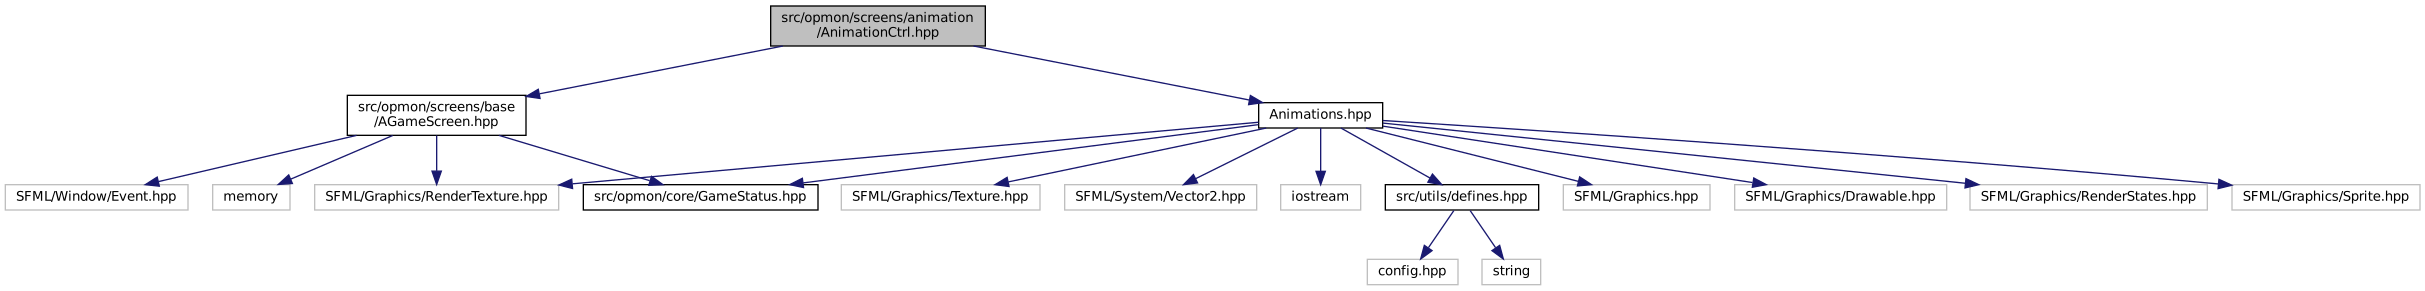 src/opmon/screens/animation
/AnimationCtrl.hpp
src/opmon/screens/base
/AGameScreen.hpp
Animations.hpp
SFML/Window/Event.hpp
memory
SFML/Graphics/RenderTexture.hpp
src/opmon/core/GameStatus.hpp
SFML/Graphics/Texture.hpp
SFML/System/Vector2.hpp
iostream
src/utils/defines.hpp
SFML/Graphics.hpp
SFML/Graphics/Drawable.hpp
SFML/Graphics/RenderStates.hpp
SFML/Graphics/Sprite.hpp
config.hpp
string